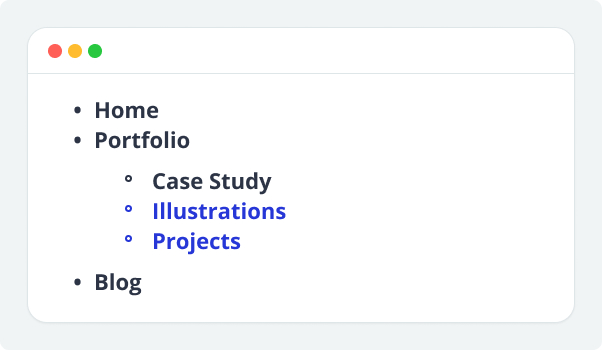 Home
Portfolio
Case Study
Illustrations
Projects
Blog